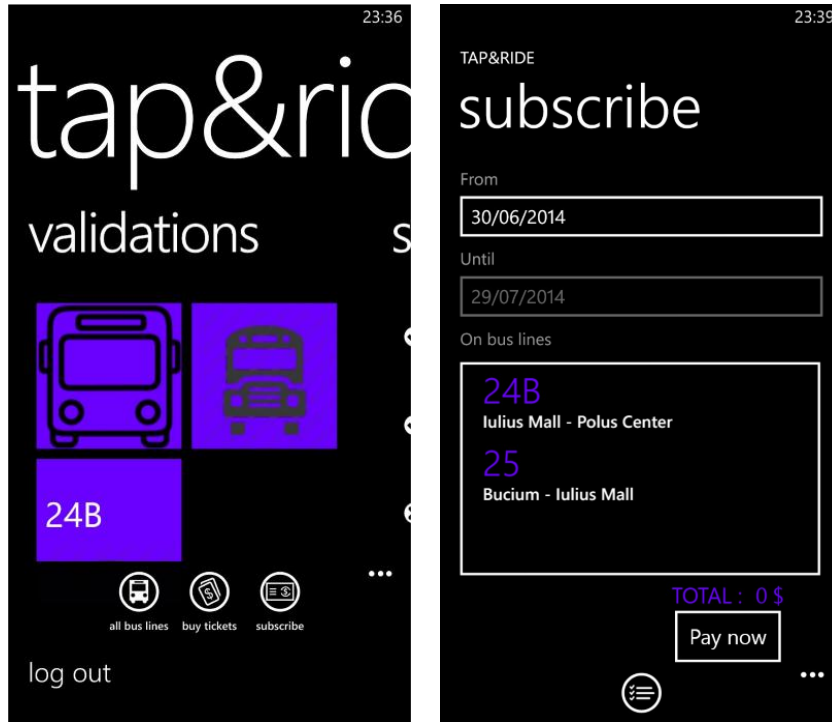 23:36
tap&ric
validations
s
24B
all bus lines
buy tickets
subscribe
log out
23:39
TAP&RIDE
subscribe
From
30/06/2014
Until
29/07/2014
On bus lines
24B
Iulius Mall - Polus Center
25
Bucium - Iulius Mall
TOTAL : 0 $
Pay now